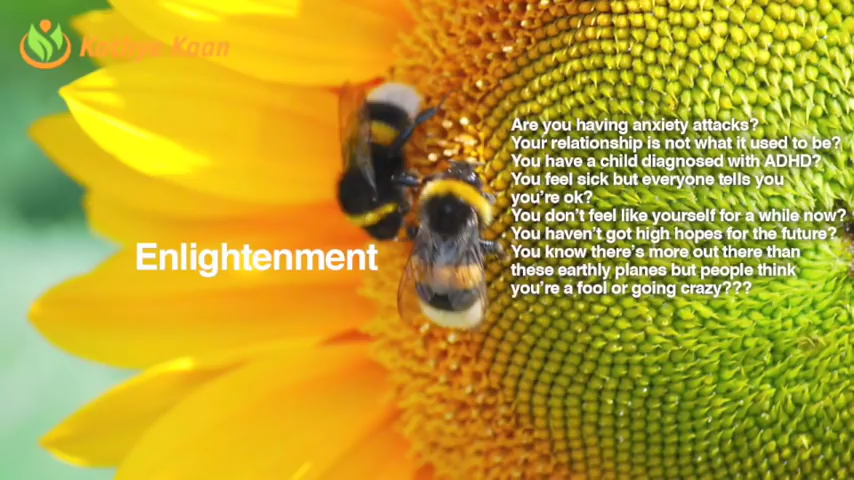 Kathye Kaan
Enlightenment
Are you having anxiety attacks?
Your relationship is not what it used to be?
You have a child diagnosed with ADHD?
You feel sick but everyone tells you
you're ok?
You don't feel like yourself for a while now?
You haven't got high hopes for the future?
You know there's more out there than
these earthly planes but people think
you're a fool or going crazy???